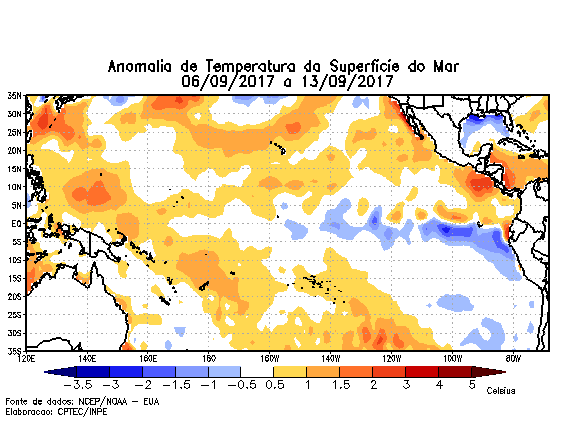 Anomalia de Temperatura da Superficie do Mar
06/09/2017 a 13/09/2017
35N
30N
25N
20N
15N
10N
5N
EQ
5S
10S
15S
20S
25S
30S
35S
120E 140E 160E 180 160W 140W 120W 100W 80W
−3.5 −3 −2 −1.5 −1 −0.5 0.5 1 1.5 2 3 4 5
Celsius
Fonte de dados: NCEP/NOAA − EUA
Elaboracao: CPTEC/INPE